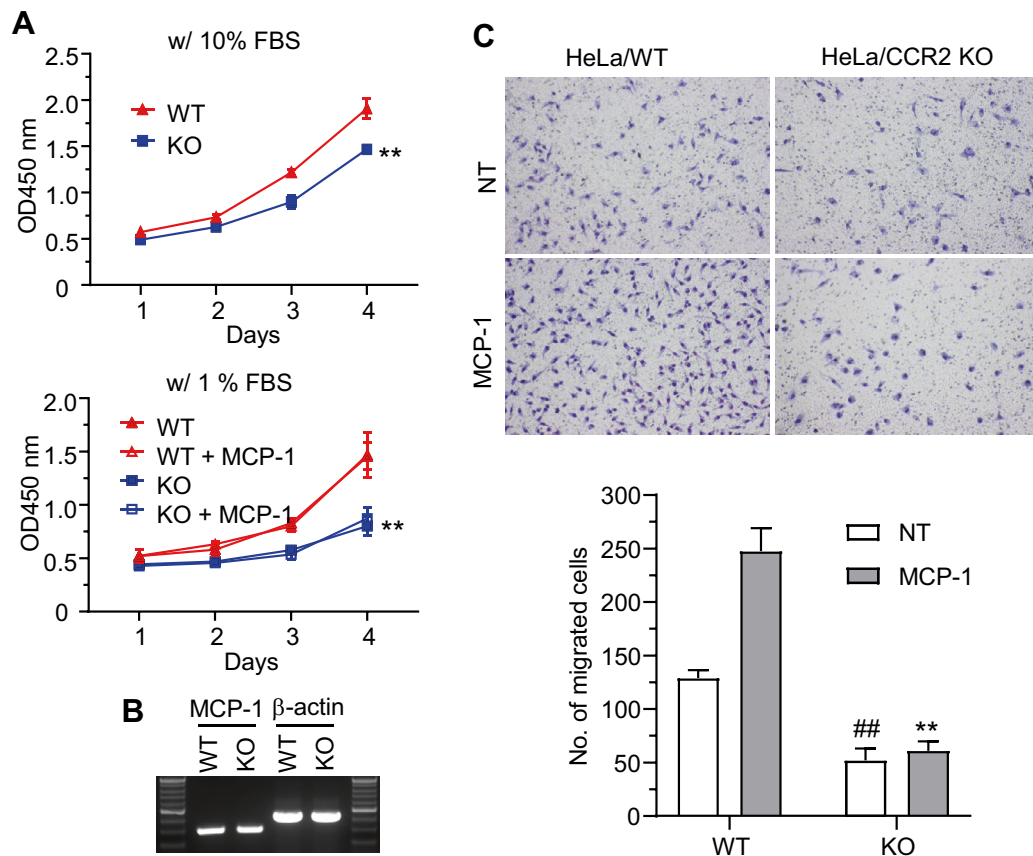 A
w/ 10% FBS
2.5
2.0
1.5
1.0
0.5
0
OD450 nm
WT
KO
**
1 2 3 4
Days
w/ 1 % FBS
2.0
1.5
1.0
0.5
0
OD450 nm
WT
WT + MCP-1
KO
KO + MCP-1
**
1 2 3 4
Days
B
MCP-1 β-actin
WT KO WT KO
C
HeLa/WT HeLa/CCR2 KO
NT
MCP-1
300
250
200
150
100
50
0
No. of migrated cells
NT
MCP-1
## **
WT KO